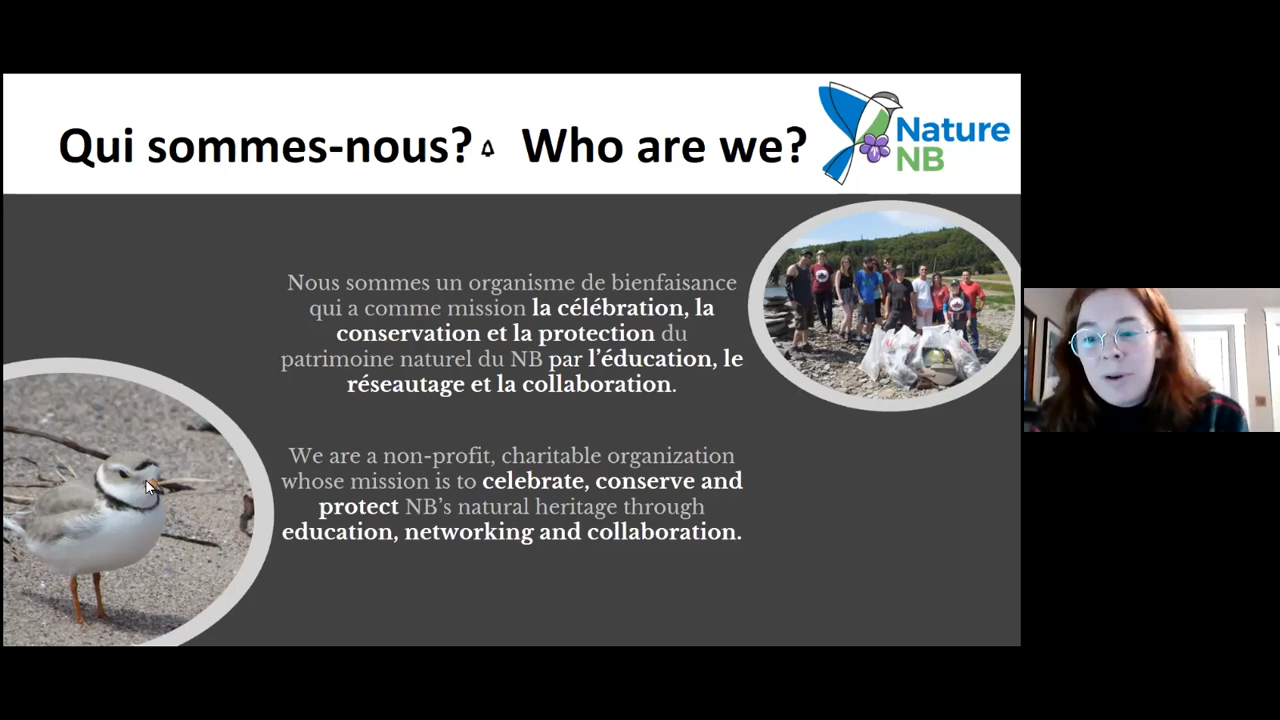 Qui sommes-nous? Who are we?
Nature
NB
Nous sommes un organisme de bienfaisance
qui a comme mission la célébration, la
conservation et la protection du
patrimoine naturel du NB par l’éducation, le
réseautage et la collaboration.
We are a non-profit, charitable organization
whose mission is to celebrate, conserve and
protect NB’s natural heritage through
education, networking and collaboration.